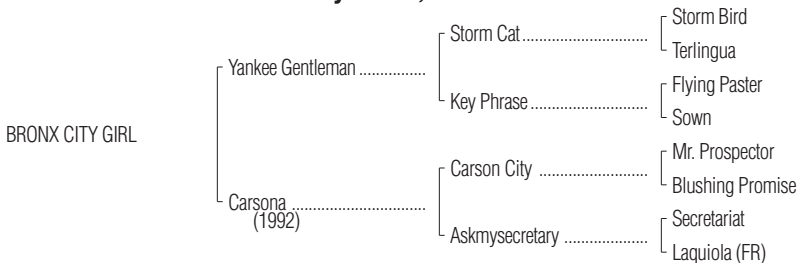 Storm Bird
Storm Cat
Terlingua
Yankee Gentleman
Flying Paster
Key Phrase
Sown
BRONX CITY GIRL
Mr. Prospector
Carson City
Blushing Promise
Carsona
(1992)
Secretariat
Askmysecretary
Laquiola (FR)